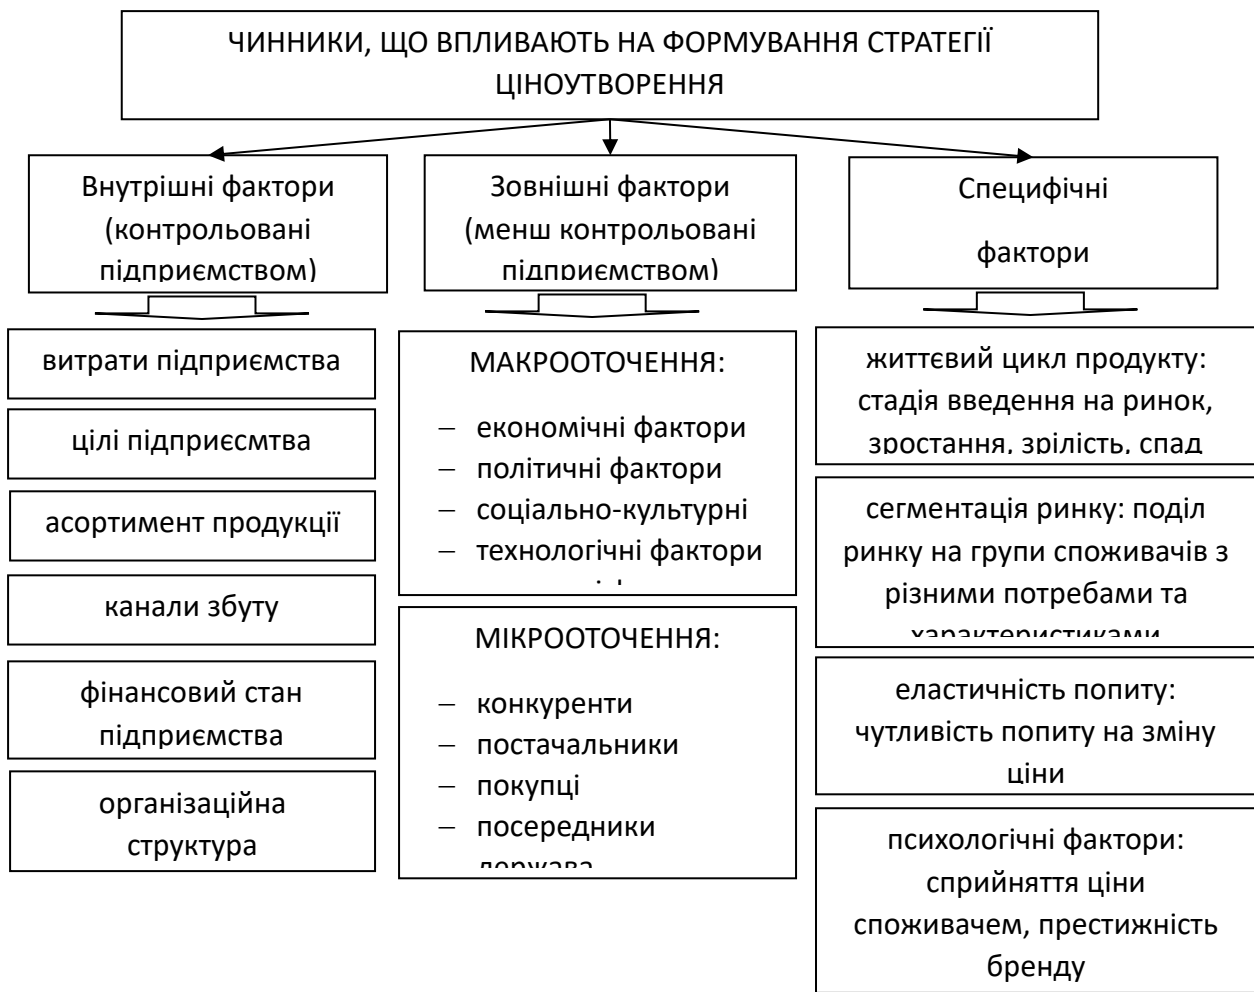 ЧИННИКИ, ЩО ВПЛИВАЮТЬ НА ФОРМУВАННЯ СТРАТЕГІЇ
ЦІНОУТВОРЕННЯ
Внутрішні фактори
(контрольовані
підприємством)
витрати підприємства
цілі підприєсмтва
асортимент продукції
канали збуту
фінансовий стан
підприємства
організаційна
структура
Зовнішні фактори
(менш контрольовані
підприємством)
МАКРООТОЧЕННЯ:
– економічні фактори
– політичні фактори
– соціально-культурні
– технологічні фактори
МІКРООТОЧЕННЯ:
– конкуренти
– постачальники
– покупці
– посередники
держава
Специфічні
фактори
життєвий цикл продукту:
стадія введення на ринок,
зростання, зрілість, спад
сегментація ринку: поділ
ринку на групи споживачів з
різними потребами та
характеристиками
еластичність попиту:
чутливість попиту на зміну
ціни
психологічні фактори:
сприйняття ціни
споживачем, престижність
бренду